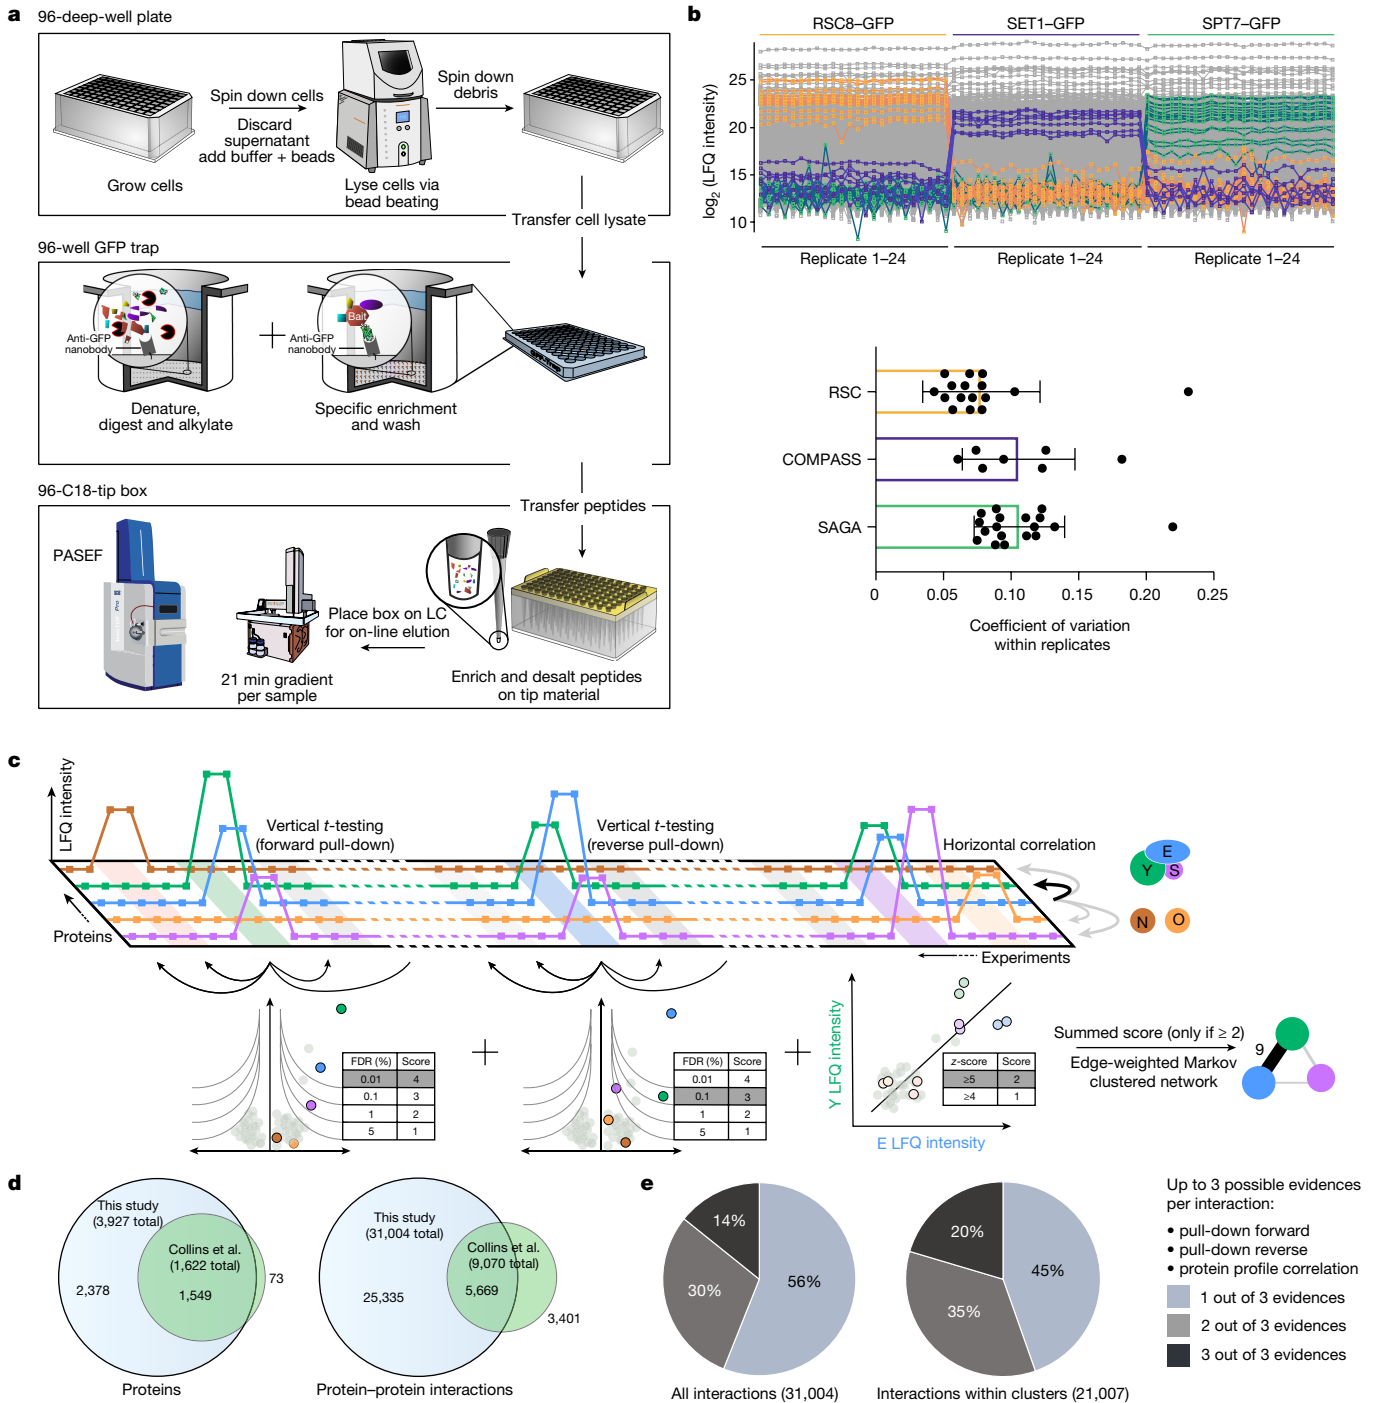 a
96-deep-well plate
Grow cells
Spin down cells
Discard
supernatant
add buffer + beads
Lyse cells via
bead beating
Spin down
debris
Transfer cell lysate
96-well GFP trap
Anti-GFP
nanobody
Denature,
digest and alkylate
Bait
Anti-GFP
nanobody
Specific enrichment
and wash
Transfer peptides
96-C18-tip box
PASEF
Pro
21 min gradient
per sample
Place box on LC
for on-line elution
Enrich and desalt peptides
on tip material
b
RSC8–GFP
SET1–GFP
SPT7–GFP
log2 (LFQ intensity)
25
20
15
10
Replicate 1–24
Replicate 1–24
Replicate 1–24
RSC
COMPASS
SAGA
0
0.05
0.10
0.15
0.20
0.25
Coefficient of variation
within replicates
c
LFQ intensity
Vertical t-testing
(forward pull-down)
Vertical t-testing
(reverse pull-down)
Horizontal correlation
Proteins
Experiments
E
Y
S
N
O
FDR (%) Score
0.01 4
0.1 3
1 2
5 1
FDR (%) Score
0.01 4
0.1 3
1 2
5 1
Y LFQ intensity
E LFQ intensity
z-score Score
≥5 2
≥4 1
Summed score (only if ≥ 2)
Edge-weighted Markov
clustered network
9
d
This study
(3,927 total)
Collins et al.
(1,622 total)
2,378
1,549
73
Proteins
This study
(31,004 total)
Collins et al.
(9,070 total)
25,335
5,669
3,401
Protein–protein interactions
e
14%
30%
56%
All interactions (31,004)
20%
35%
45%
Interactions within clusters (21,007)
Up to 3 possible evidences
per interaction:
• pull-down forward
• pull-down reverse
• protein profile correlation
1 out of 3 evidences
2 out of 3 evidences
3 out of 3 evidences